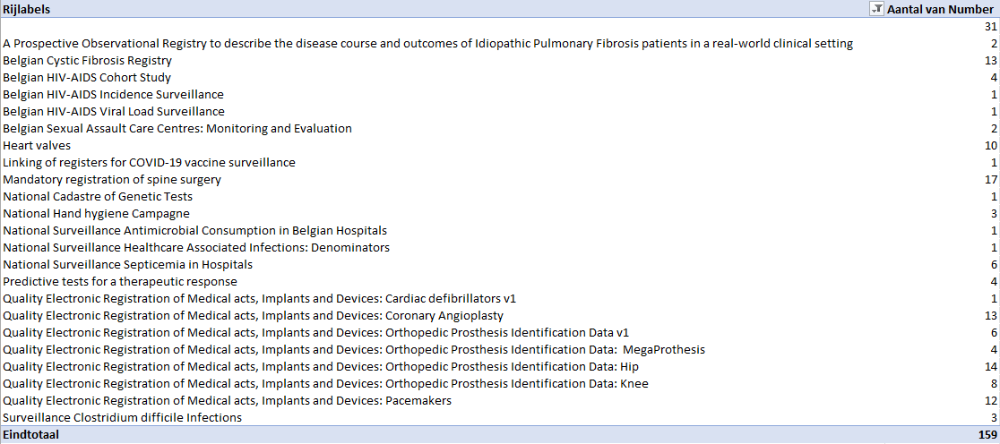 Rijlabels Aantal van Number
31
A Prospective Observational Registry to describe the disease course and outcomes of Idiopathic Pulmonary Fibrosis patients in a real-world clinical setting 2
Belgian Cystic Fibrosis Registry 13
Belgian HIV-AIDS Cohort Study 4
Belgian HIV-AIDS Incidence Surveillance 1
Belgian HIV-AIDS Viral Load Surveillance 1
Belgian Sexual Assault Care Centres: Monitoring and Evaluation 2
Heart valves 10
Linking of registers for COVID-19 vaccine surveillance 1
Mandatory registration of spine surgery 17
National Cadastre of Genetic Tests 1
National Hand hygiene Campagne 3
National Surveillance Antimicrobial Consumption in Belgian Hospitals 1
National Surveillance Healthcare Associated Infections: Denominators 1
National Surveillance Septicemia in Hospitals 6
Predictive tests for a therapeutic response 4
Quality Electronic Registration of Medical acts, Implants and Devices: Cardiac defibrillators v1 1
Quality Electronic Registration of Medical acts, Implants and Devices: Coronary Angioplasty 13
Quality Electronic Registration of Medical acts, Implants and Devices: Orthopedic Prosthesis Identification Data v1 6
Quality Electronic Registration of Medical acts, Implants and Devices: Orthopedic Prosthesis Identification Data:  MegaProthesis 4
Quality Electronic Registration of Medical acts, Implants and Devices: Orthopedic Prosthesis Identification Data: Hip 14
Quality Electronic Registration of Medical acts, Implants and Devices: Orthopedic Prosthesis Identification Data: Knee 8
Quality Electronic Registration of Medical acts, Implants and Devices: Pacemakers 12
Surveillance Clostridium difficile Infections 3
Eindtotaal 159